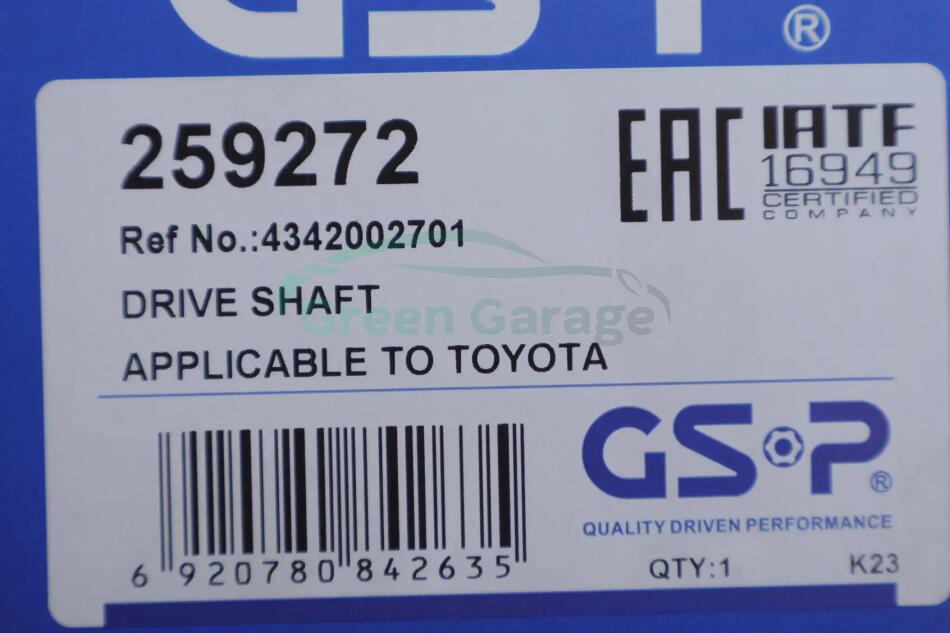 GSP ®
259272
EAC
IATF
16949
CERTIFIED
COMPANY
Ref No.:4342002701
DRIVE SHAFT
Green Garage
APPLICABLE TO TOYOTA
GSP®
QUALITY DRIVEN PERFORMANCE
6 920780 842635
QTY:1
K23